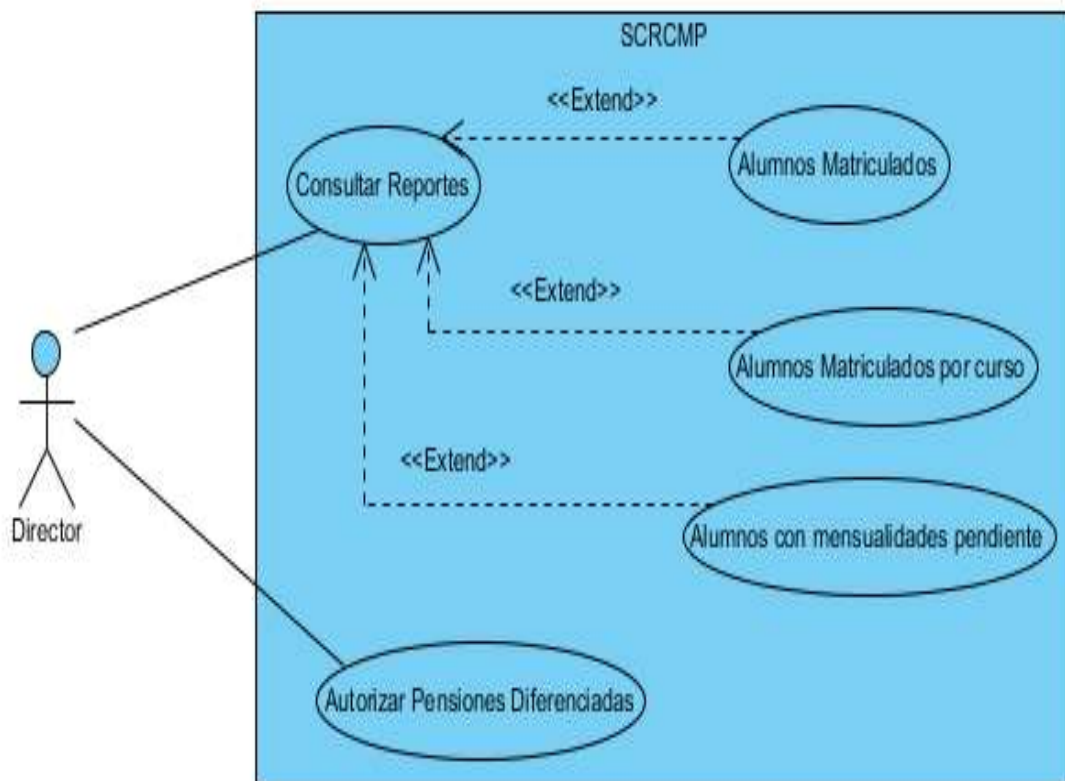 SCRCMP
<<Extend>>
Consultar Reportes
Alumnos Matriculados
<<Extend>>
Alumnos Matriculados por curso
<<Extend>>
Alumnos con mensualidades pendiente
Director
Autorizar Pensiones Diferenciadas